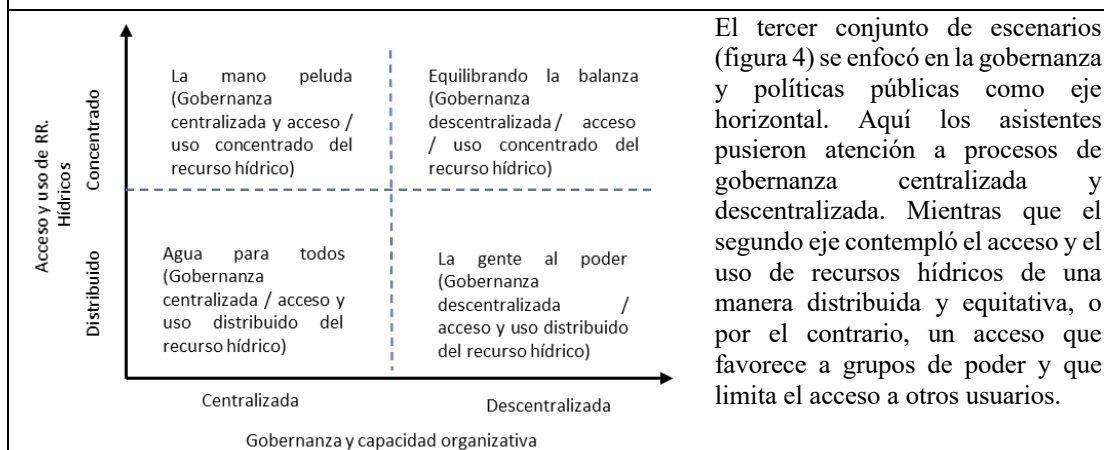 La mano peluda
(Gobernanza
centralizada y acceso /
uso concentrado del
recurso hídrico)
Equilibrando la balanza
(Gobernanza
descentralizada / acceso
/ uso concentrado del
recurso hídrico)
Acceso y uso de RR.
Hídricos
Concentrado
Distribuido
Agua para todos
(Gobernanza
centralizada / acceso y
uso distribuido del
recurso hídrico)
La gente al poder
(Gobernanza
descentralizada /
acceso y uso distribuido
del recurso hídrico)
Centralizada
Descentralizada
Gobernanza y capacidad organizativa
El tercer conjunto de escenarios
(figura 4) se enfocó en la gobernanza
y políticas públicas como eje
horizontal. Aquí los asistentes
pusieron atención a procesos de
gobernanza centralizada y
descentralizada. Mientras que el
segundo eje contempló el acceso y el
uso de recursos hídricos de una
manera distribuida y equitativa, o
por el contrario, un acceso que
favorece a grupos de poder y que
limita el acceso a otros usuarios.